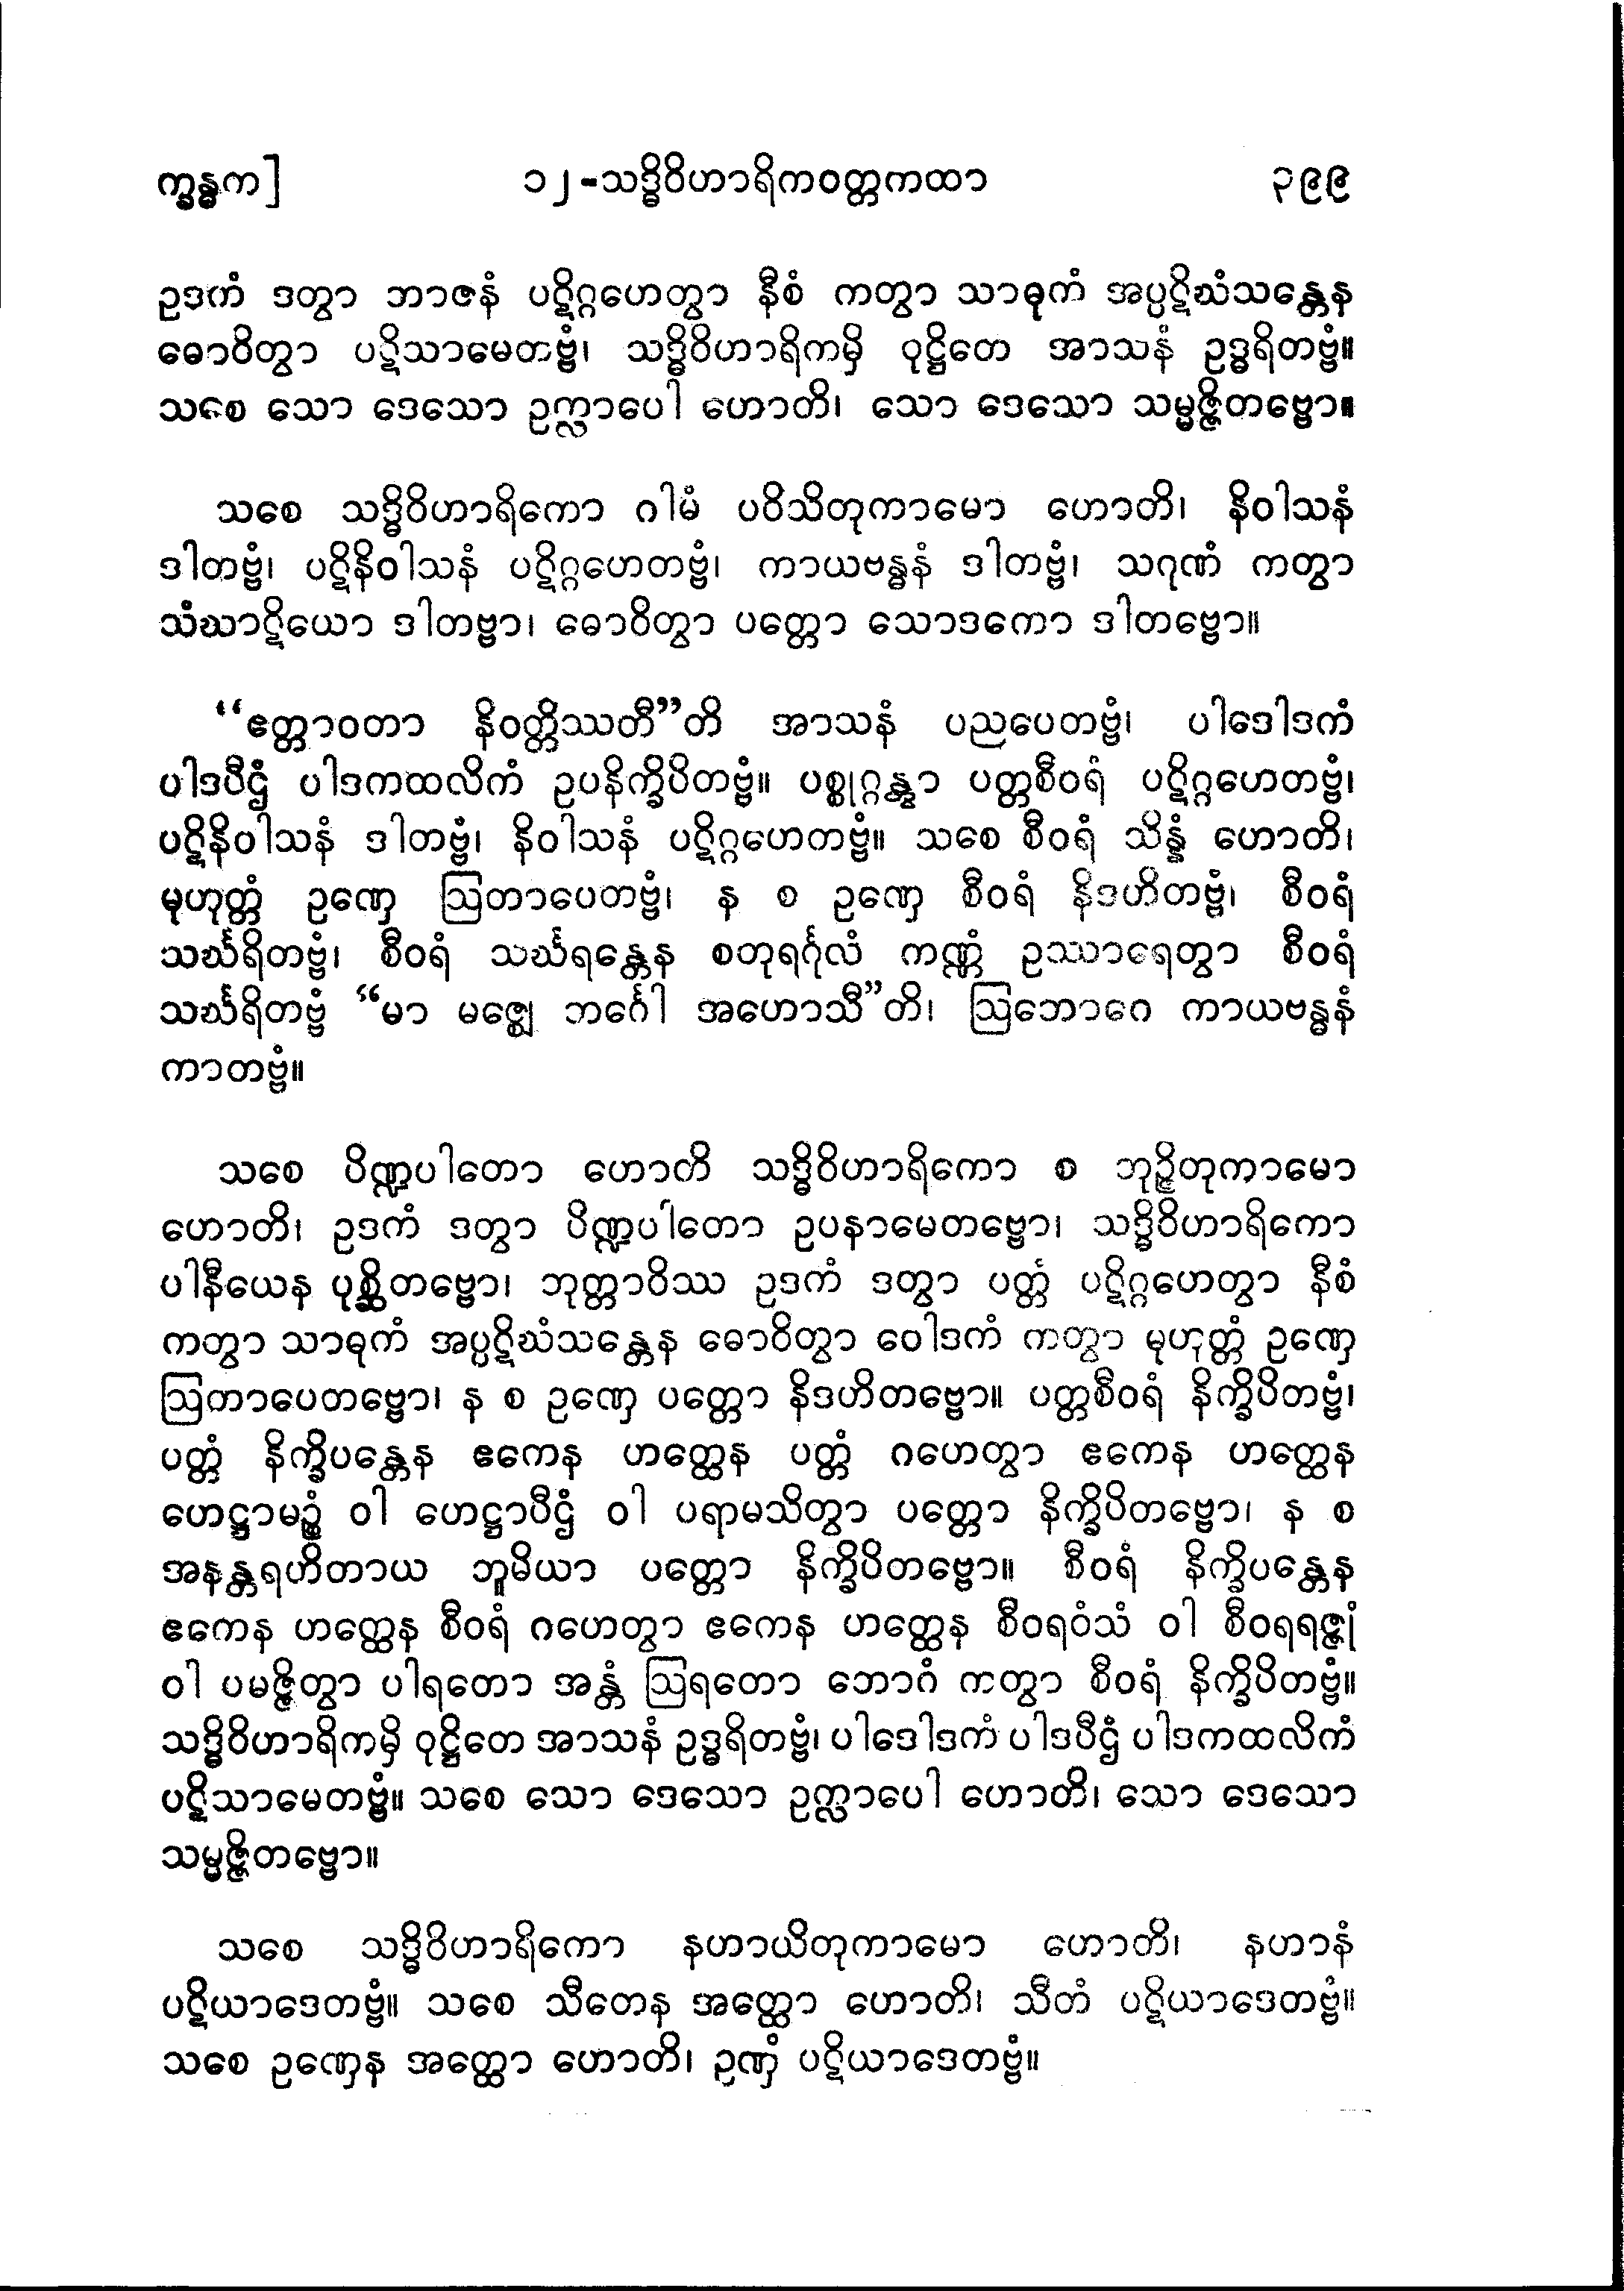 က္ခန္ဓက] ၁၂-သဒ္ဓိဝိဟာရိကဝတ္တကထာ ၃၉၉
ဥဒကံ ဒတွာ ဘာဇနံ ပဋိဂ္ဂဟေတွာ နီစံ ကတွာ သာဓုကံ အပ္ပဋိဃံသန္တေန
ဓောဝိတွာ ပဋိသာမေတဗ္ဗံ၊ သဒ္ဓိဝိဟာရိကမှိ ဝုဋ္ဌိတေ အာသနံ ဥဒ္ဓရိတဗ္ဗံ။
သစေ သော ဒေသော ဥက္လာပေါ ဟောတိ၊ သော ဒေသော သမ္မဇ္ဇိတဗ္ဗော။
သစေ သဒ္ဓိဝိဟာရိကော ဂါမံ ပဝိသိတုကာမော ဟောတိ၊ နိဝါသနံ
ဒါတဗ္ဗံ၊ ပဋိနိဝါသနံ ပဋိဂ္ဂဟေတဗ္ဗံ၊ ကာယဗန္ဓနံ ဒါတဗ္ဗံ၊ သဂုဏံ ကတွာ
သံဃာဋိယော ဒါတဗ္ဗာ၊ ဓောဝိတွာ ပတ္တော သောဒကော ဒါတဗ္ဗော။
“ဧတ္တာဝတာ နိဝတ္တိဿတီ”တိ အာသနံ ပညပေတဗ္ဗံ၊ ပါဒေါဒကံ
ပါဒပီဌံ ပါဒကထလိကံ ဥပနိက္ခိပိတဗ္ဗံ။ ပစ္စုဂ္ဂန္တွာ ပတ္တစီဝရံ ပဋိဂ္ဂဟေတဗ္ဗံ၊
ပဋိနိဝါသနံ ဒါတဗ္ဗံ၊ နိဝါသနံ ပဋိဂ္ဂဟေတဗ္ဗံ။ သစေ စီဝရံ သိန္နံ ဟောတိ၊
မုဟုတ္တံ ဥဏှေ ဩတာပေတဗ္ဗံ၊ န စ ဥဏှေ စီဝရံ နိဒဟိတဗ္ဗံ၊ စီဝရံ
သင်္ဃရိတဗ္ဗံ၊ စီဝရံ သင်္ဃရန္တေန စတုရင်္ဂုလံ ကဏ္ဏံ ဥဿာရေတွာ စီဝရံ
သင်္ဃရိတဗ္ဗံ “မာ မဇ္ဈေ ဘင်္ဂေါ အဟောသီ”တိ၊ ဩဘောဂေ ကာယဗန္ဓနံ
ကာတဗ္ဗံ။
သစေ ပိဏ္ဍပါတော ဟောတိ သဒ္ဓိဝိဟာရိကော စ ဘုဉ္ဇိတုကာမော
ဟောတိ၊ ဥဒကံ ဒတွာ ပိဏ္ဍပါတော ဥပနာမေတဗ္ဗော၊ သဒ္ဓိဝိဟာရိကော
ပါနီယေန ပုစ္ဆိတဗ္ဗော၊ ဘုတ္တာဝိဿ ဥဒကံ ဒတွာ ပတ္တံ ပဋိဂ္ဂဟေတွာ နီစံ
ကတွာ သာဓုကံ အပ္ပဋိဃံသန္တေန ဓောဝိတွာ ဝေါဒကံ ကတွာ မုဟုတ္တံ ဥဏှေ
ဩတာပေတဗ္ဗော၊ န စ ဥဏှေ ပတ္တော နိဒဟိတဗ္ဗော။ ပတ္တစီဝရံ နိက္ခိပိတဗ္ဗံ၊
ပတ္တံ နိက္ခိပန္တေန ဧကေန ဟတ္ထေန ပတ္တံ ဂဟေတွာ ဧကေန ဟတ္ထေန
ဟေဋ္ဌာမဉ္စံ ဝါ ဟေဋ္ဌာပီဌံ ဝါ ပရာမသိတွာ ပတ္တော နိက္ခိပိတဗ္ဗော၊ န စ
အနန္တရဟိတာယ ဘူမိယာ ပတ္တော နိက္ခိပိတဗ္ဗော။ စီဝရံ နိက္ခိပန္တေန
ဧကေန ဟတ္ထေန စီဝရံ ဂဟေတွာ ဧကေန ဟတ္ထေန စီဝရဝံသံ ဝါ စီဝရရဇ္ဇုံ
ဝါ ပမဇ္ဇိတွာ ပါရတော အန္တံ ဩရတော ဘောဂံ ကတွာ စီဝရံ နိက္ခိပိတဗ္ဗံ။
သဒ္ဓိဝိဟာရိကမှိ ဝုဋ္ဌိတေ အာသနံ ဥဒ္ဓရိတဗ္ဗံ၊ ပါဒေါဒကံ ပါဒပီဌံ ပါဒကထလိကံ
ပဋိသာမေတဗ္ဗံ။ သစေ သော ဒေသော ဥက္လာပေါ ဟောတိ၊ သော ဒေသော
သမ္မဇ္ဇိတဗ္ဗော။
သစေ သဒ္ဓိဝိဟာရိကော နဟာယိတုကာမော ဟောတိ၊ နဟာနံ
ပဋိယာဒေတဗ္ဗံ။ သစေ သီတေန အတ္ထော ဟောတိ၊ သီတံ ပဋိယာဒေတဗ္ဗံ။
သစေ ဥဏှေန အတ္ထော ဟောတိ၊ ဥဏှံ ပဋိယာဒေတဗ္ဗံ။